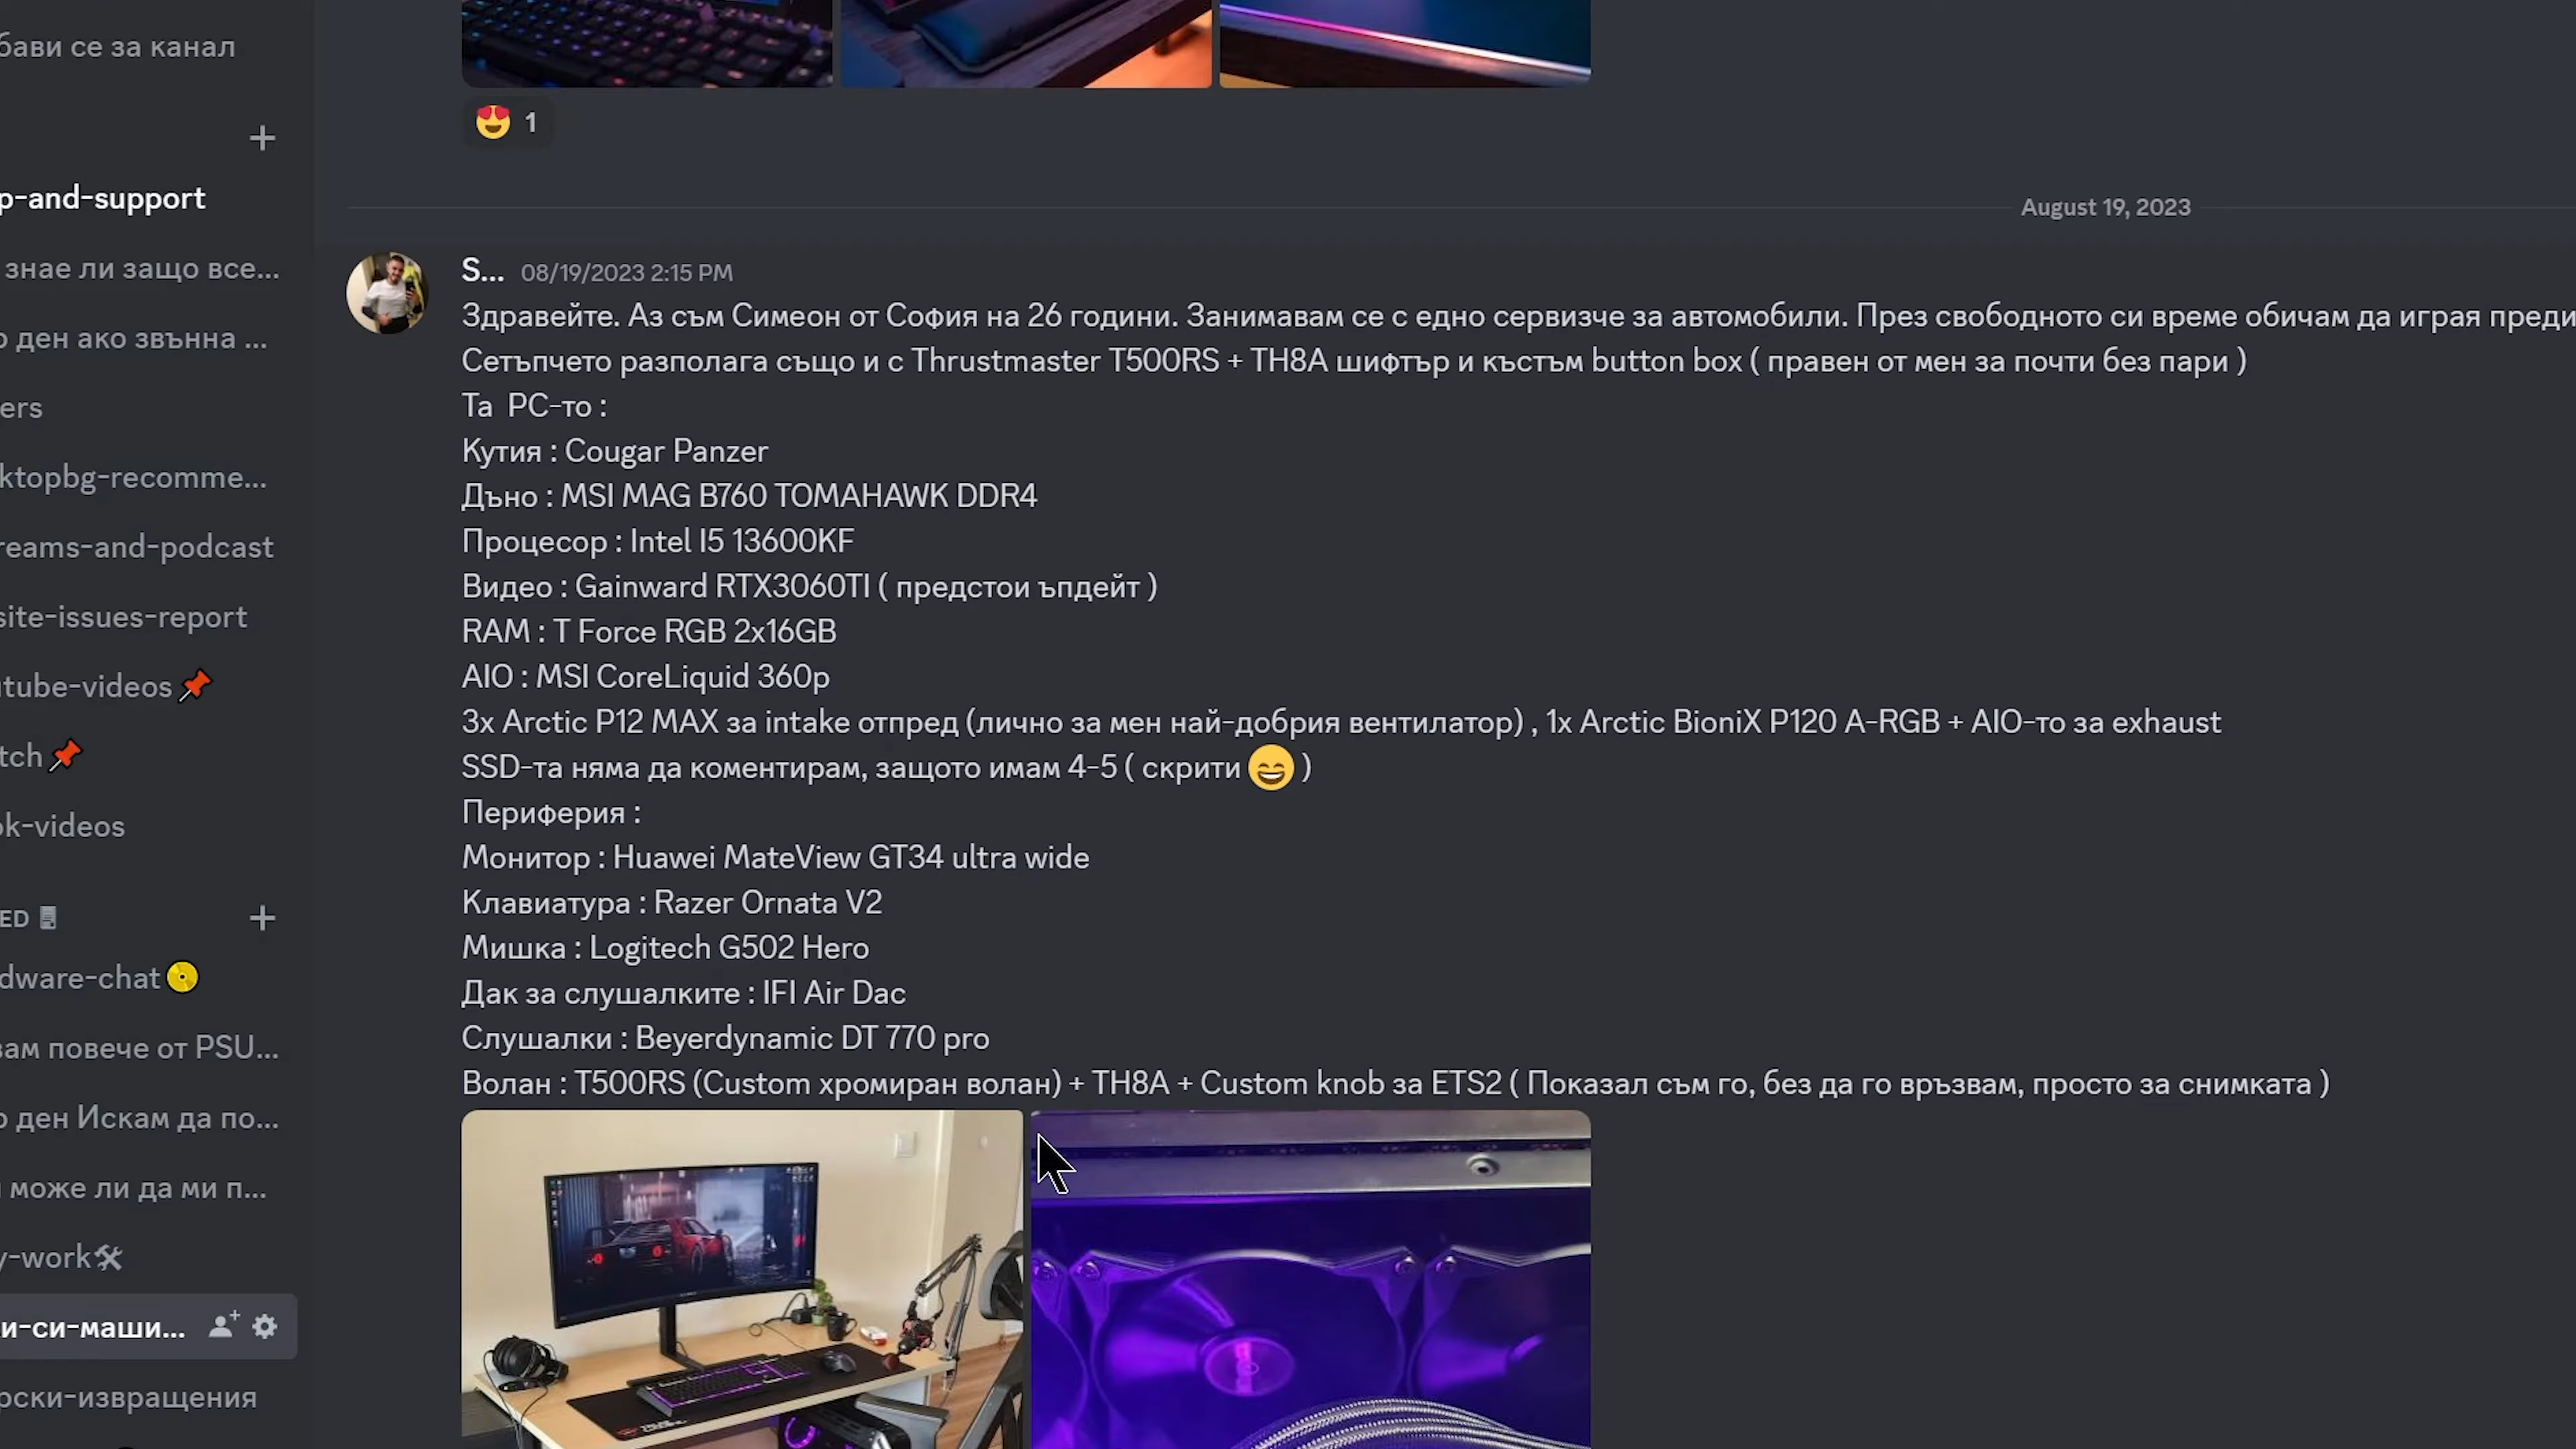 бави се за канал
p-and-support
знае ли защо все...
ден ако звънна ...
ers
ktopbg-recomme...
reams-and-podcast
site-issues-report
tube-videos
tch
ok-videos
ED
dware-chat
вам повече от PSU...
ден Искам да по...
може ли да ми п...
y-work
и-си-маши...
рски-извращения
1
August 19, 2023
S... 08/19/2023 2:15 PM
Здравейте. Аз съм Симеон от София на 26 години. Занимавам се с едно сервизче за автомобили. През свободното си време обичам да играя преди
Сетъпчето разполага също и с Thrustmaster T500RS + TH8A шифтър и къстъм button box ( правен от мен за почти без пари )
Та PC-то :
Кутия : Cougar Panzer
Дъно : MSI MAG B760 TOMAHAWK DDR4
Процесор : Intel I5 13600KF
Видео : Gainward RTX3060TI ( предстои ъпдейт )
RAM : T Force RGB 2x16GB
AIO : MSI CoreLiquid 360p
3x Arctic P12 MAX за intake отпред (лично за мен най-добрия вентилатор) , 1x Arctic BioniX P120 A-RGB + AIO-то за exhaust
SSD-та няма да коментирам, защото имам 4-5 ( скрити 😄 )
Периферия :
Монитор : Huawei MateView GT34 ultra wide
Клавиатура : Razer Ornata V2
Мишка : Logitech G502 Hero
Дак за слушалките : IFI Air Dac
Слушалки : Beyerdynamic DT 770 pro
Волан : T500RS (Custom хромиран волан) + TH8A + Custom knob за ETS2 ( Показал съм го, без да го връзвам, просто за снимката )